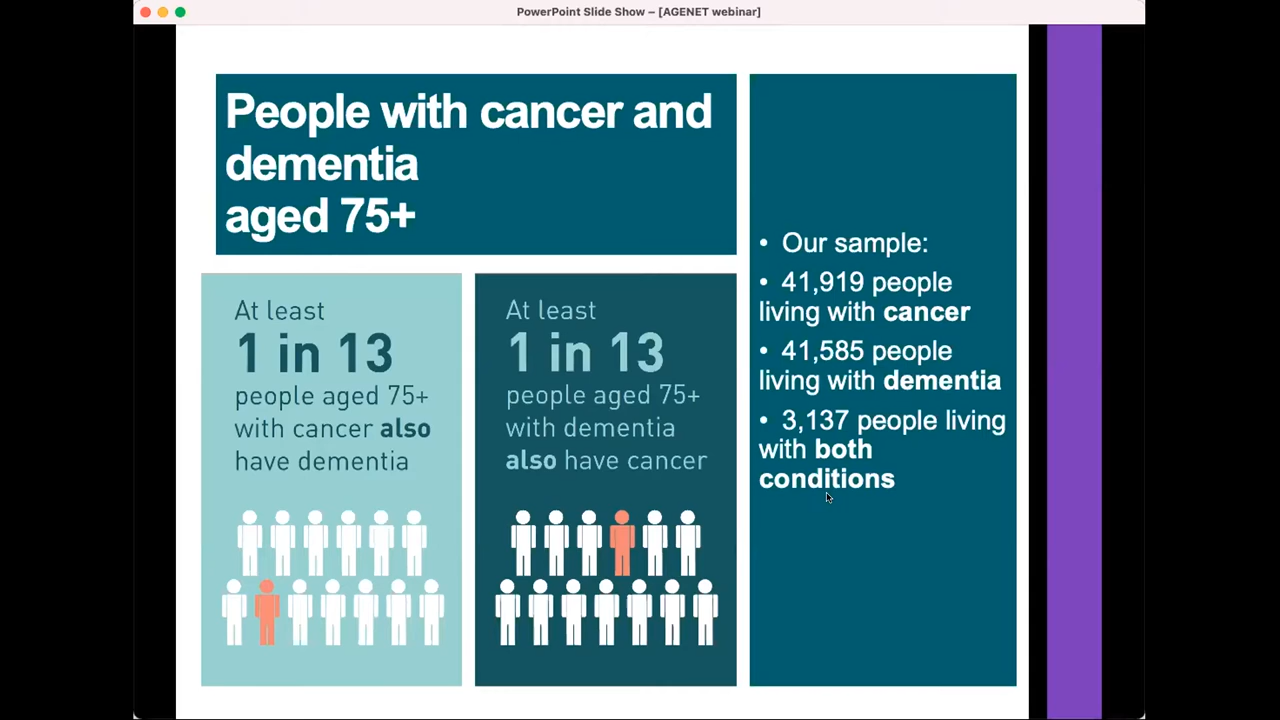 PowerPoint Slide Show – [AGENET webinar]
People with cancer and
dementia
aged 75+
At least
1 in 13
people aged 75+
with cancer also
have dementia
At least
1 in 13
people aged 75+
with dementia
also have cancer
• Our sample:
• 41,919 people
living with cancer
• 41,585 people
living with dementia
• 3,137 people living
with both
conditions